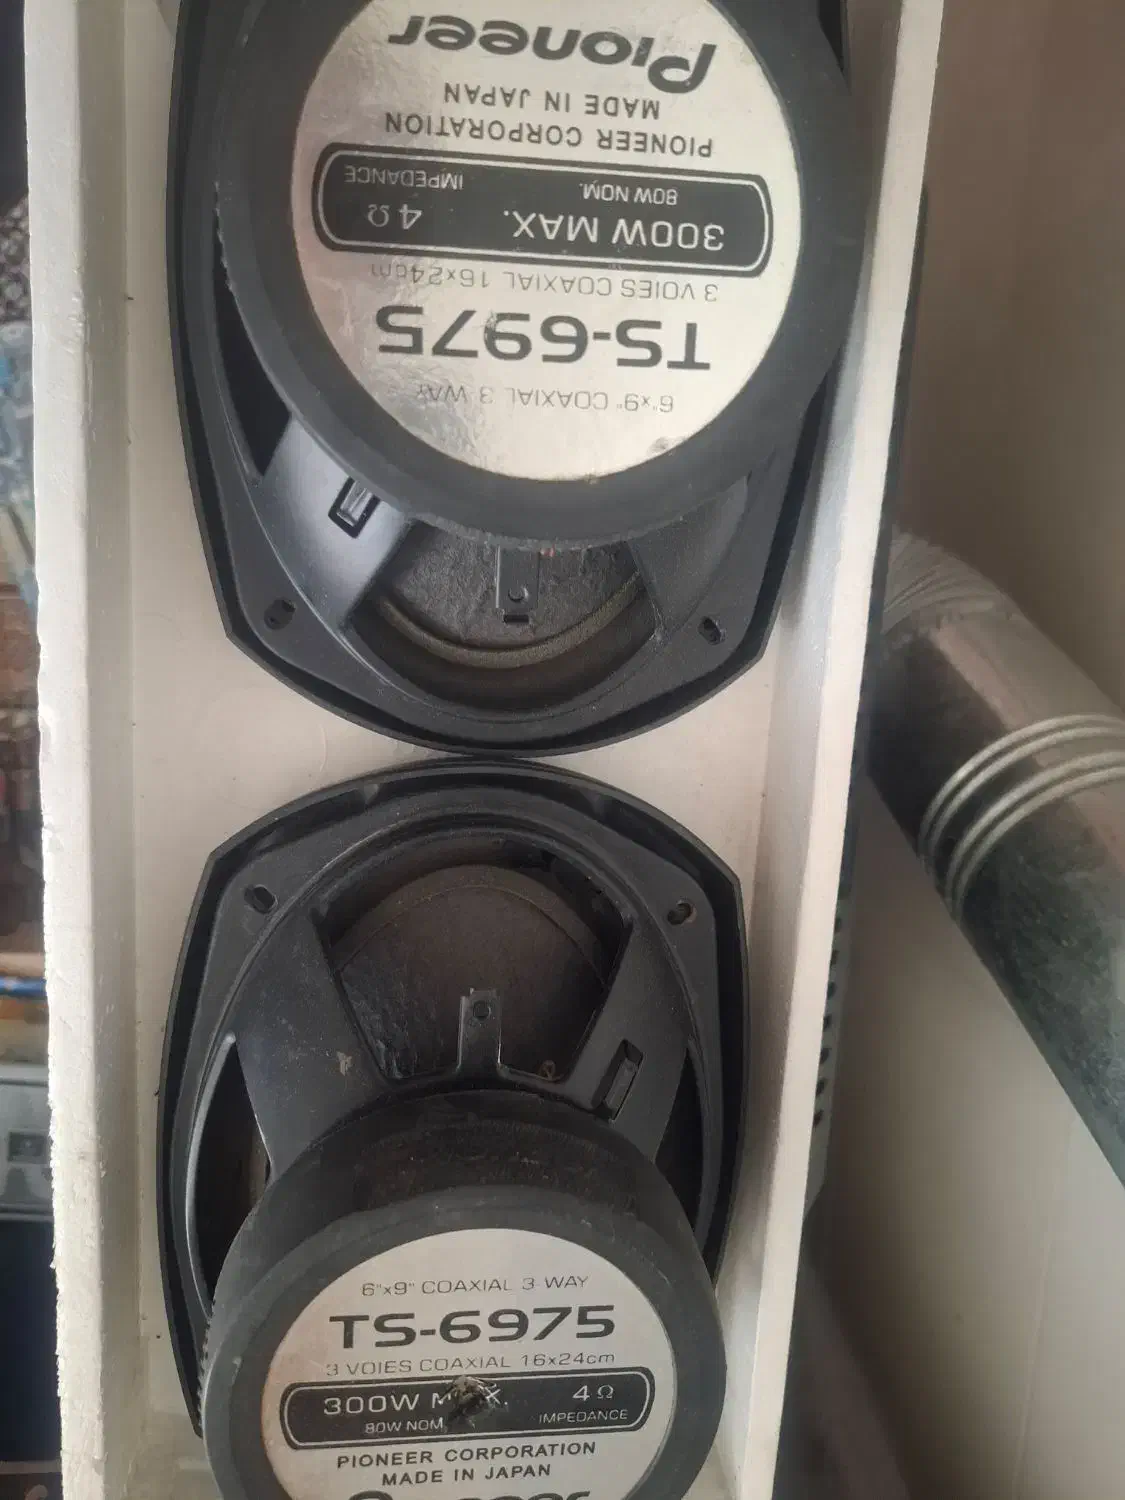 6"x9" COAXIAL 3 WAY
TS-6975
3 VOIES COAXIAL 16x24cm
300W MAX. 4 Ω
80W NOM. IMPEDANCE
PIONEER CORPORATION
MADE IN JAPAN
Pioneer
6"x9" COAXIAL 3 WAY
TS-6975
3 VOIES COAXIAL 16x24cm
300W M X. 4 Ω
80W NOM. IMPEDANCE
PIONEER CORPORATION
MADE IN JAPAN